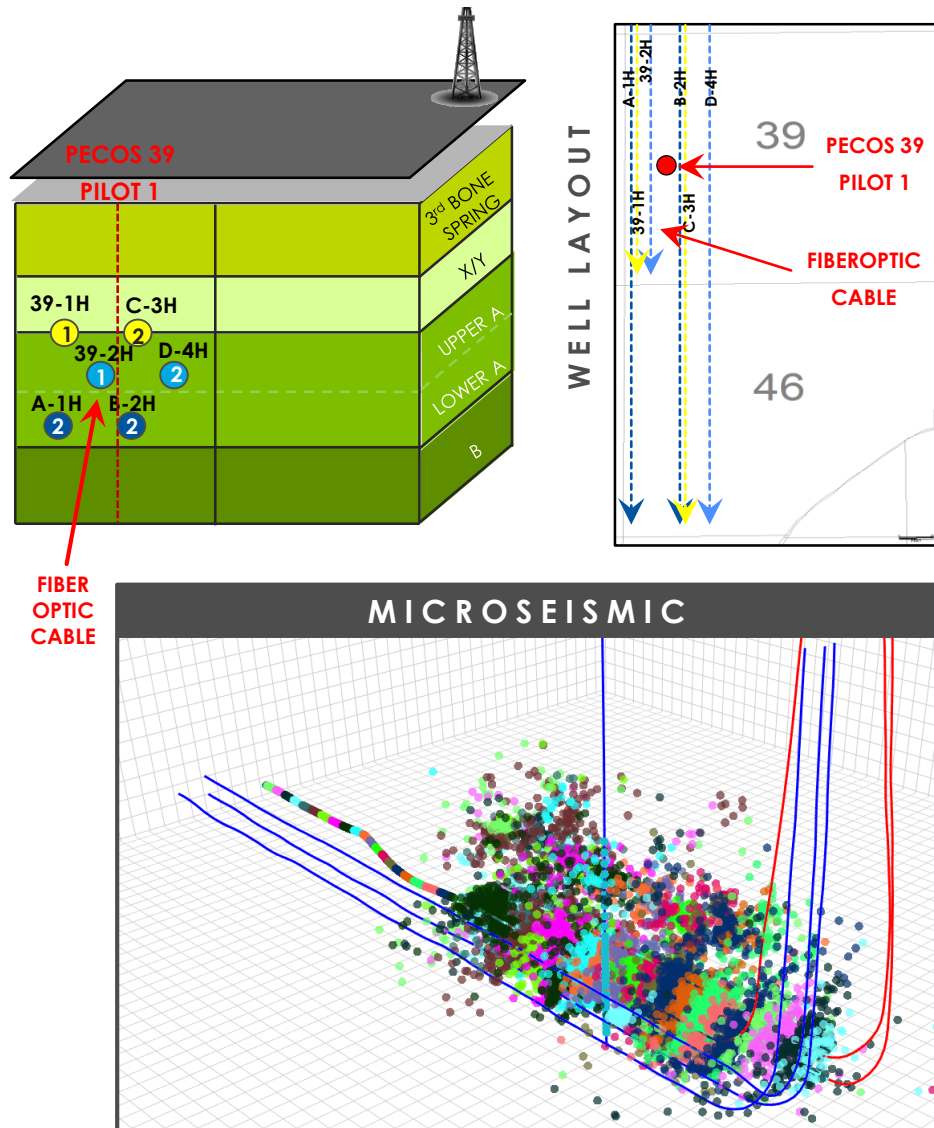 PECOS 39
PILOT 1
3rd BONE
SPRING
X/Y
UPPER A
LOWER A
B
39-1H
C-3H
1
2
39-2H
D-4H
1
2
A-1H
B-2H
2
2
FIBER
OPTIC
CABLE
WELL LAYOUT
A-1H
39-2H
B-2H
D-4H
39
PECOS 39
PILOT 1
39-1H
C-3H
FIBEROPTIC
CABLE
46
MICROSEISMIC